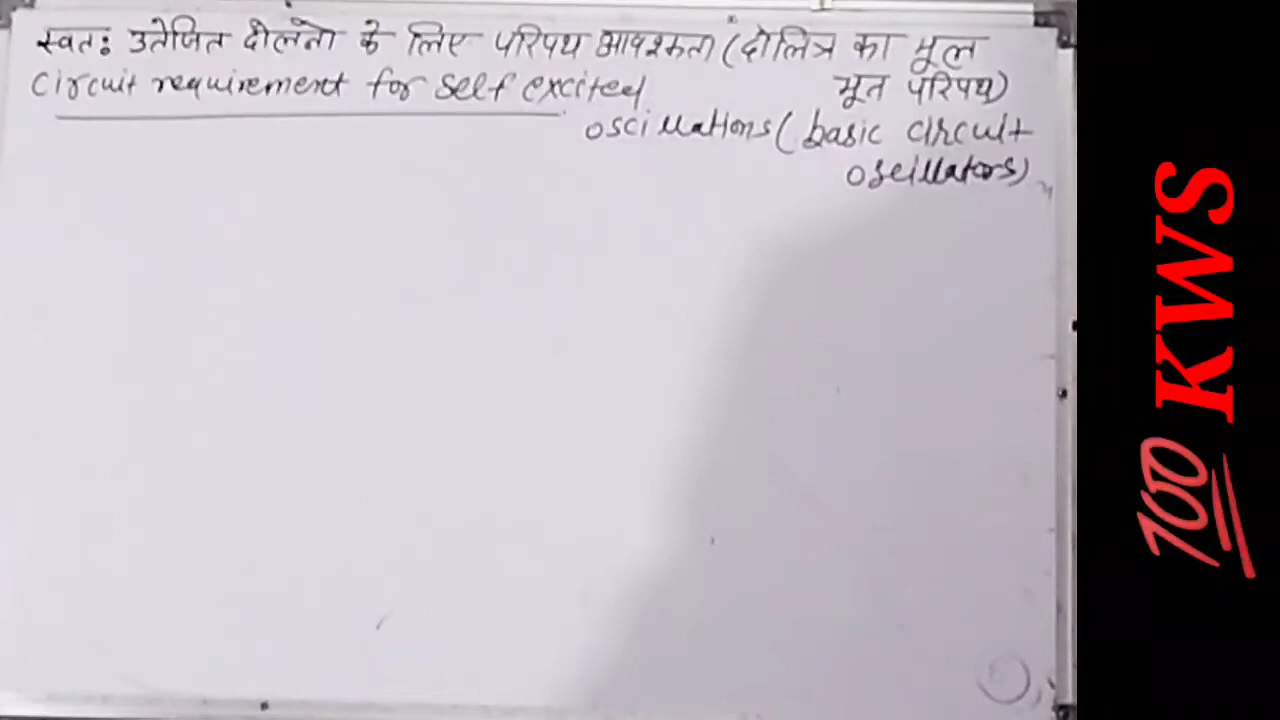 स्वतः उतेजित दोलनो के लिए परिपथ आवश्कता (दोलित्र का मूल
भूत परिपथ)
circuit requirement for self excited
oscillations (basic circuit
oscillators)
100 KWS